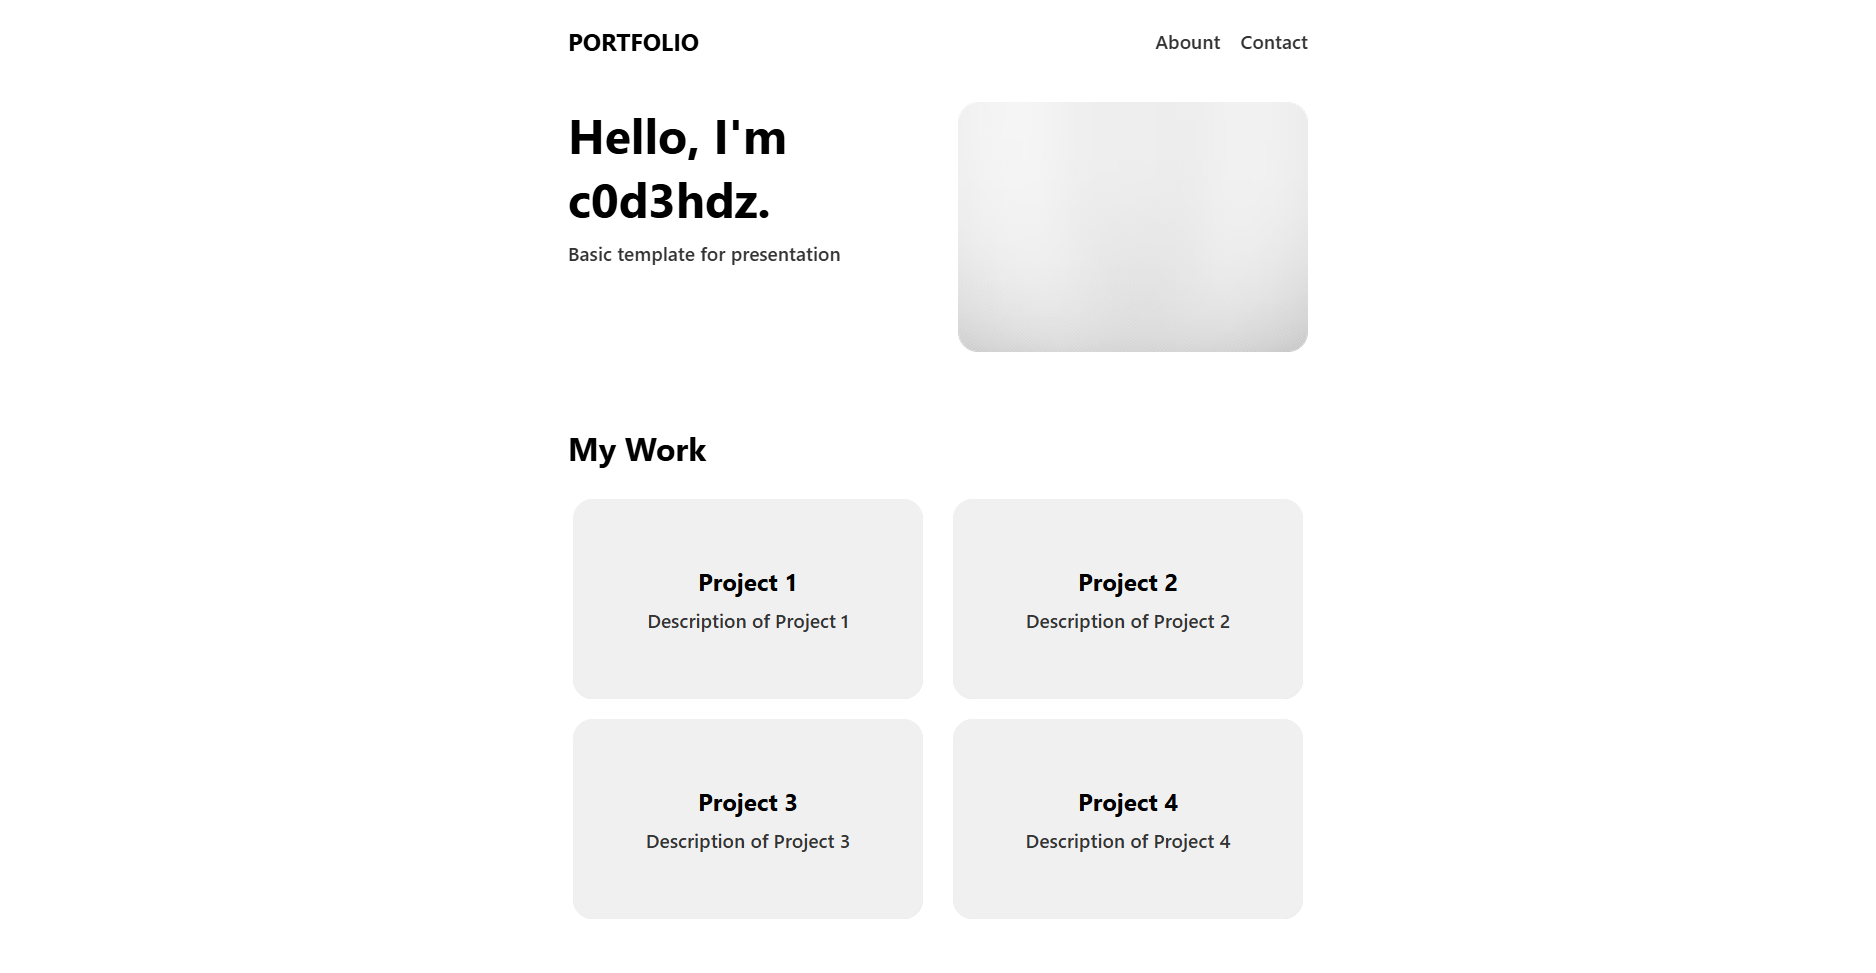 PORTFOLIO
Abount Contact
Hello, I'm
c0d3hdz.
Basic template for presentation
My Work
Project 1
Description of Project 1
Project 2
Description of Project 2
Project 3
Description of Project 3
Project 4
Description of Project 4